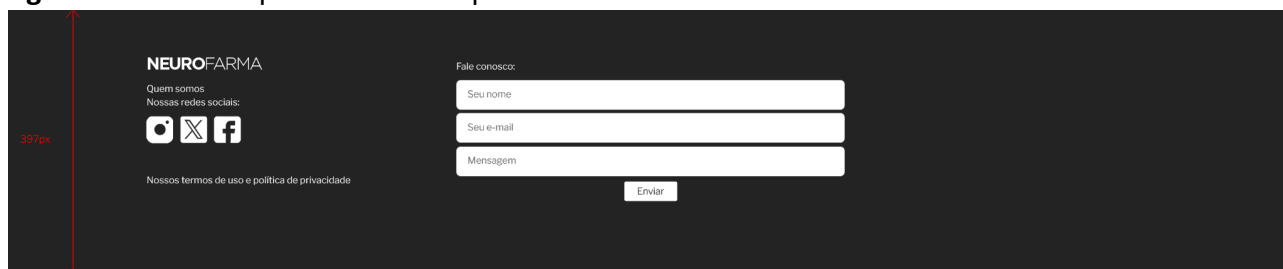 397px
NEUROFARMA
Quem somos
Nossas redes sociais:
Nossos termos de uso e política de privacidade
Fale conosco:
Seu nome
Seu e-mail
Mensagem
Enviar